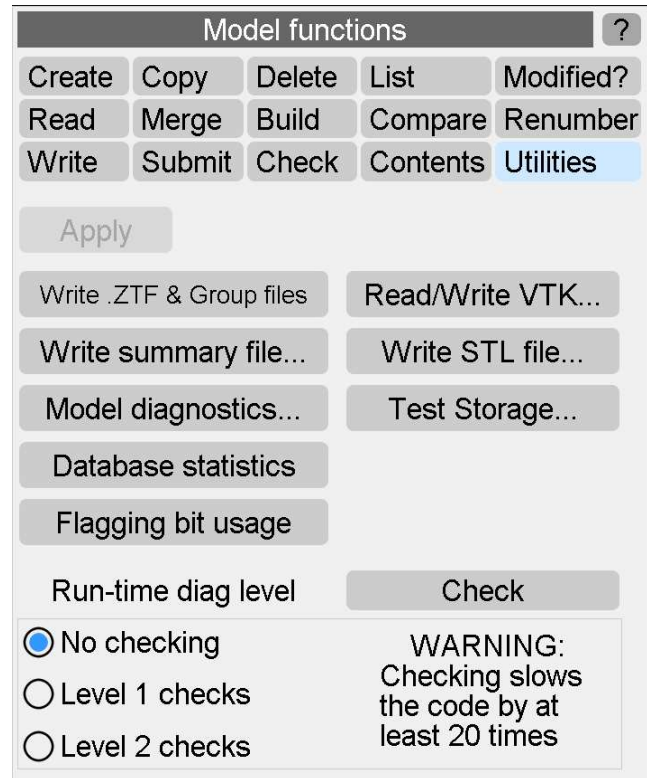 Model functions ?
Create Copy Delete List Modified?
Read Merge Build Compare Renumber
Write Submit Check Contents Utilities
Apply
Write .ZTF & Group files Read/Write VTK...
Write summary file... Write STL file...
Model diagnostics... Test Storage...
Database statistics
Flagging bit usage
Run-time diag level Check
No checking
Level 1 checks
Level 2 checks
WARNING:
Checking slows
the code by at
least 20 times